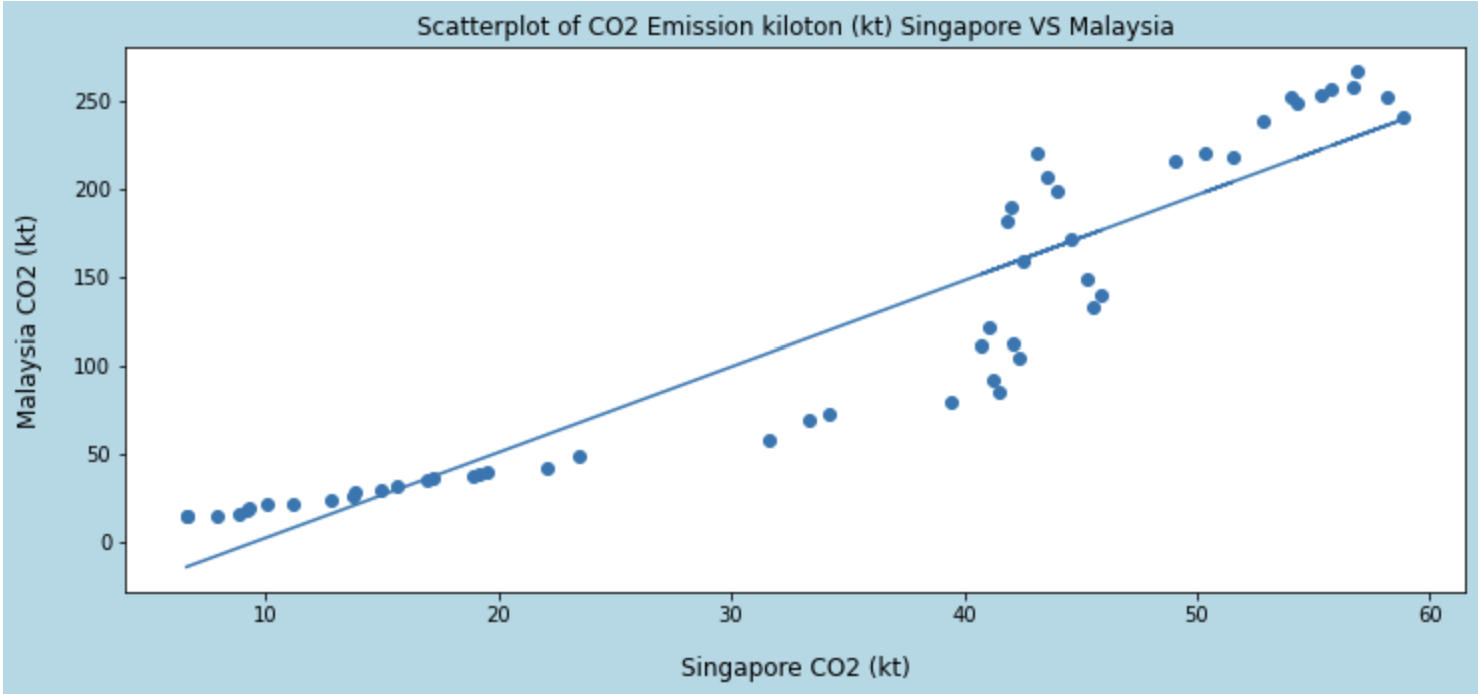 Scatterplot of CO2 Emission kiloton (kt) Singapore VS Malaysia
Malaysia CO2 (kt)
250
200
150
100
50
0
10 20 30 40 50 60
Singapore CO2 (kt)